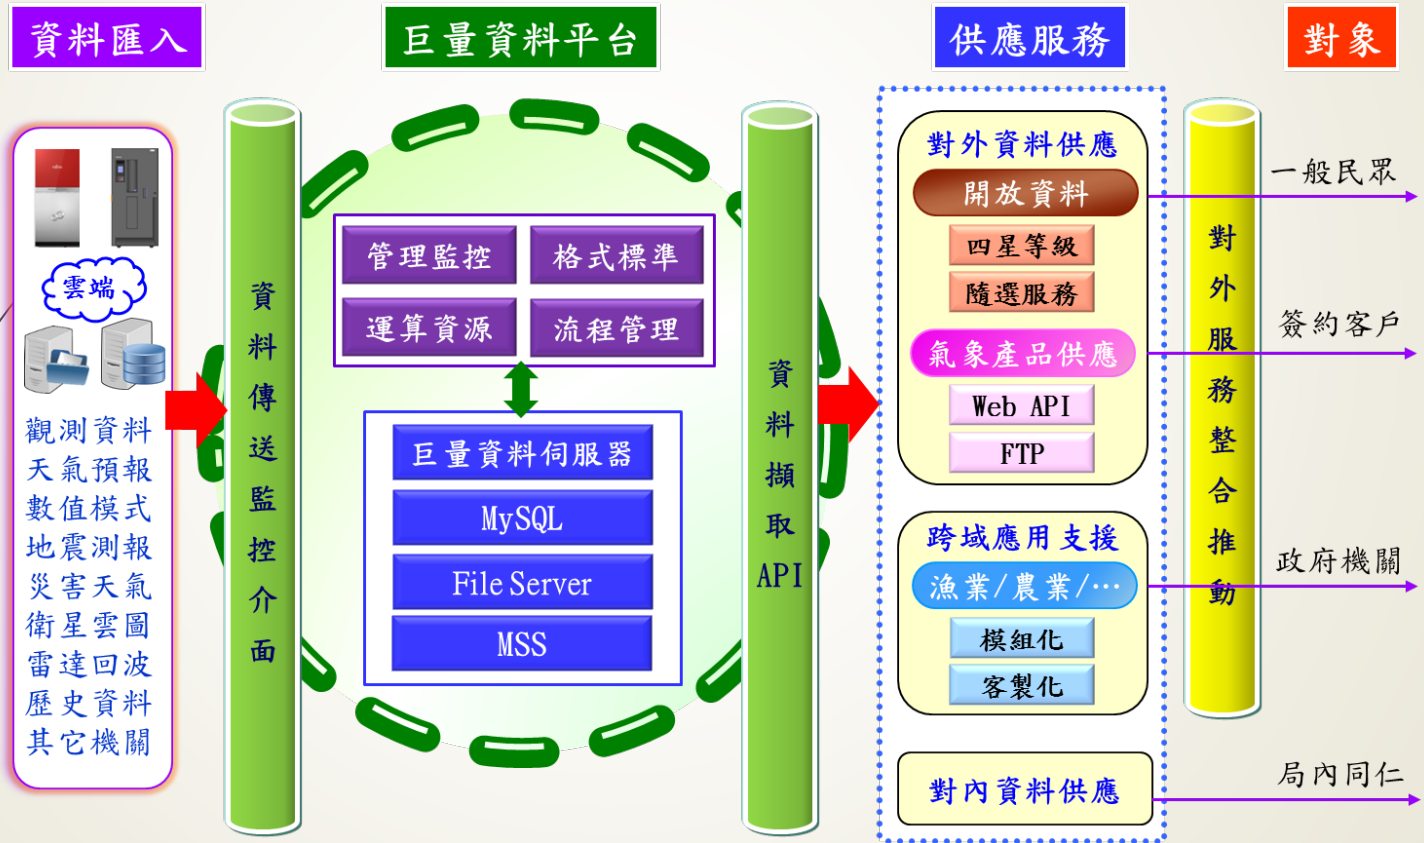 資料匯入
巨量資料平台
供應服務
對象
雲端
觀測資料
天氣預報
數值模式
地震測報
災害天氣
衛星雲圖
雷達回波
歷史資料
其它機關
資料傳送監控介面
管理監控
格式標準
運算資源
流程管理
巨量資料伺服器
MySQL
File Server
MSS
資料擷取API
對外資料供應
開放資料
四星等級
隨選服務
氣象產品供應
Web API
FTP
跨域應用支援
漁業/農業/…
模組化
客製化
對內資料供應
對外服務整合推動
一般民眾
簽約客戶
政府機關
局內同仁